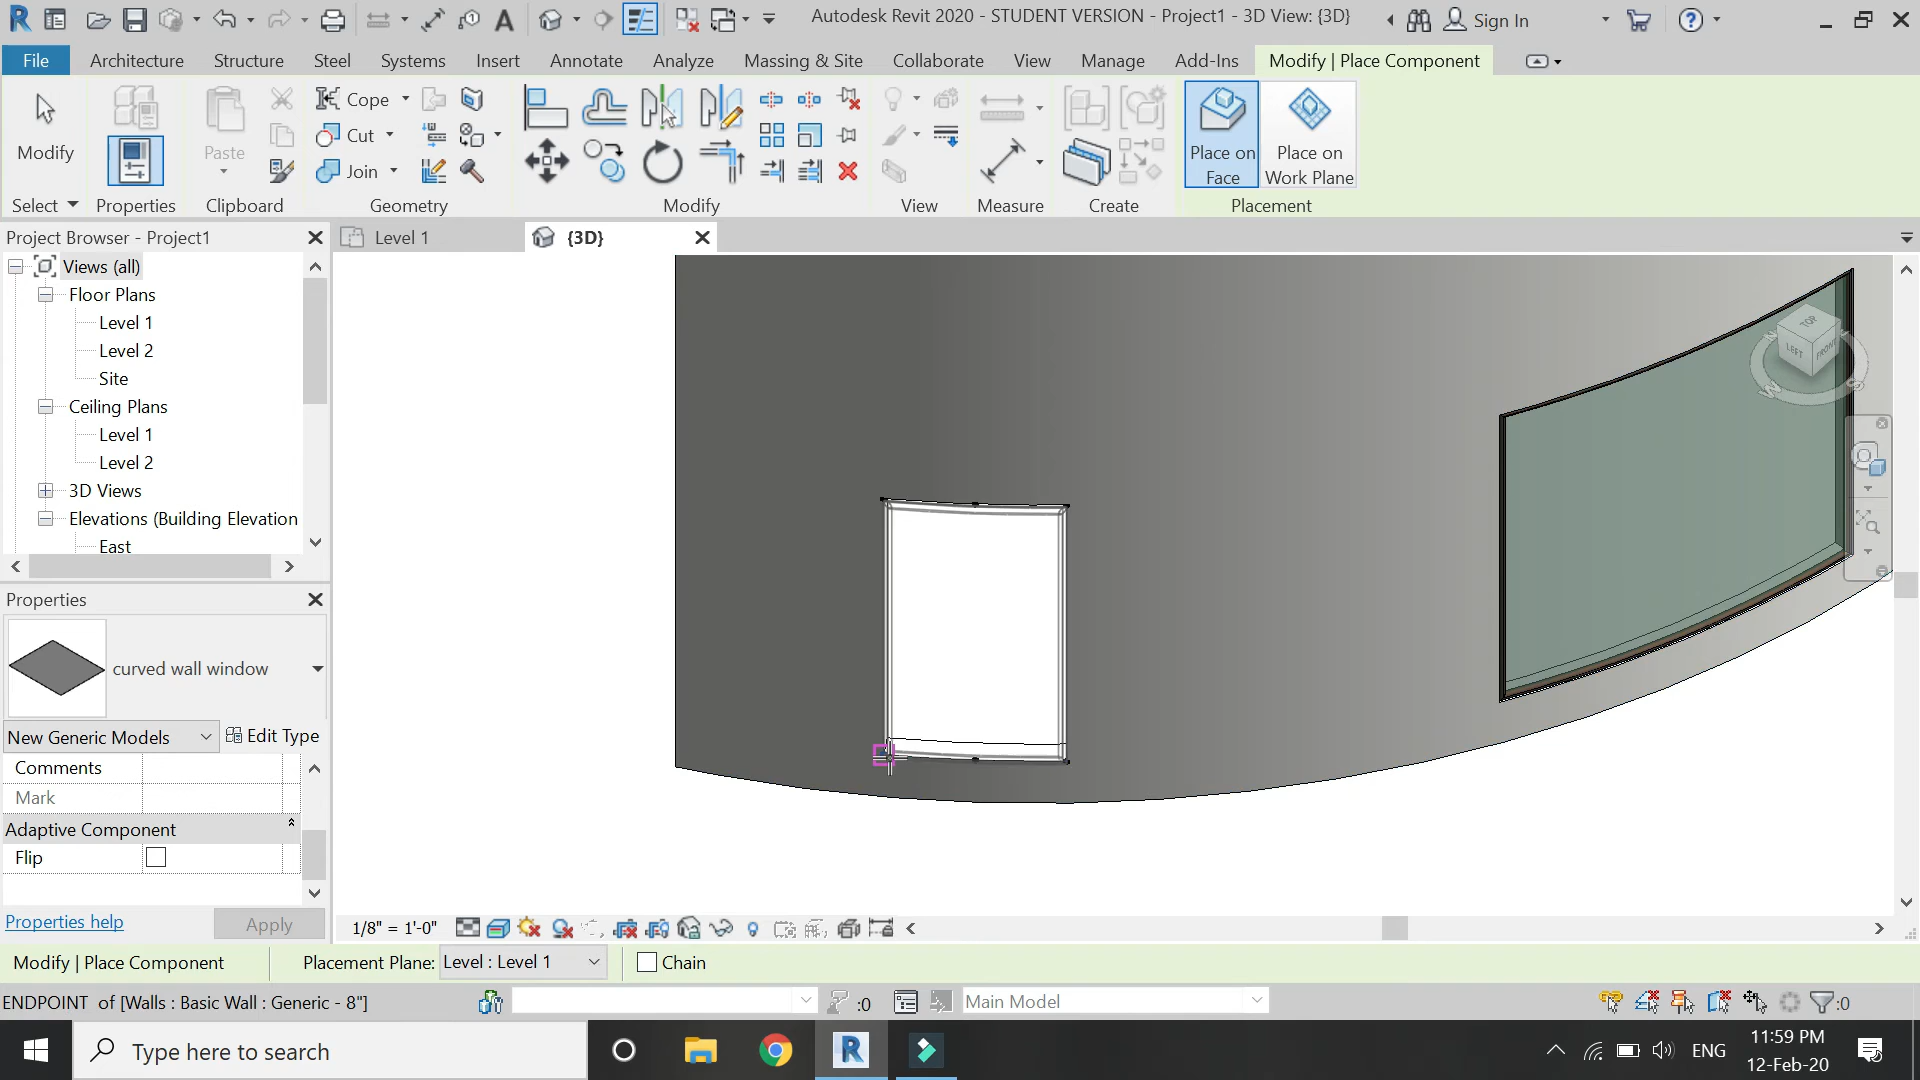 Autodesk Revit 2020 - STUDENT VERSION - Project1 - 3D View: {3D}
Sign In
File
Architecture
Structure
Steel
Systems
Insert
Annotate
Analyze
Massing & Site
Collaborate
View
Manage
Add-Ins
Modify | Place Component
Modify
Paste
Cope
Cut
Join
Place on
Face
Place on
Work Plane
Select
Properties
Clipboard
Geometry
Modify
View
Measure
Create
Placement
Project Browser - Project1
Level 1
{3D}
Views (all)
Floor Plans
Level 1
Level 2
Site
Ceiling Plans
Level 1
Level 2
3D Views
Elevations (Building Elevation
East
TOP
LEFT
FRONT
W
S
Properties
curved wall window
New Generic Models
Edit Type
Comments
Mark
Adaptive Component
Flip
Properties help
Apply
1/8" = 1'-0"
Modify | Place Component
Placement Plane:
Level : Level 1
Chain
ENDPOINT of [Walls : Basic Wall : Generic - 8"]
:0
Main Model
:0
Type here to search
ENG
11:59 PM
12-Feb-20